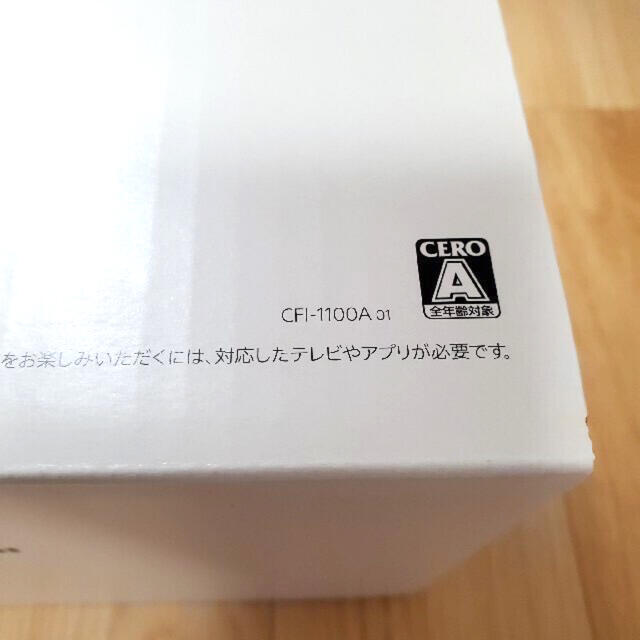 CERO
A
全年齢対象
CFI-1100A 01
をお楽しみいただくには、対応したテレビやアプリが必要です。